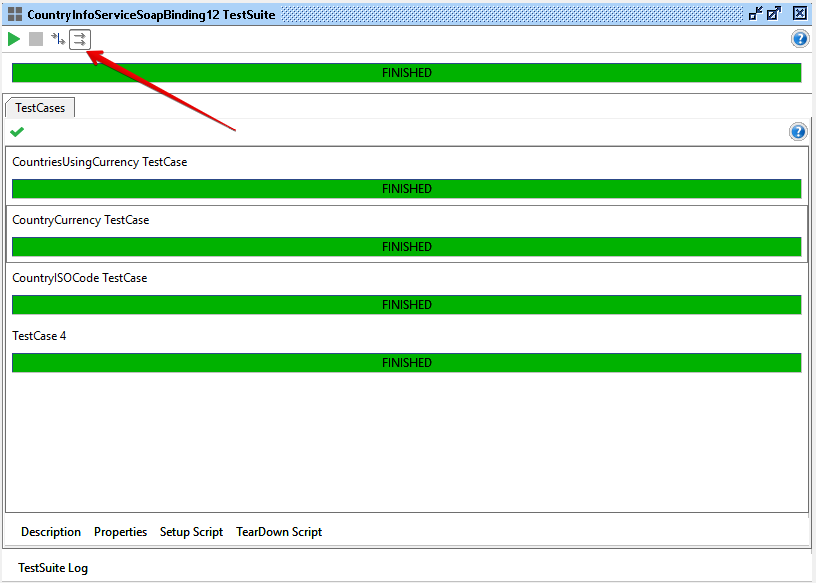 CountryInfoServiceSoapBinding12 TestSuite
?
FINISHED
TestCases
?
CountriesUsingCurrency TestCase
FINISHED
CountryCurrency TestCase
FINISHED
CountryISOCode TestCase
FINISHED
TestCase 4
FINISHED
Description Properties Setup Script TearDown Script
TestSuite Log